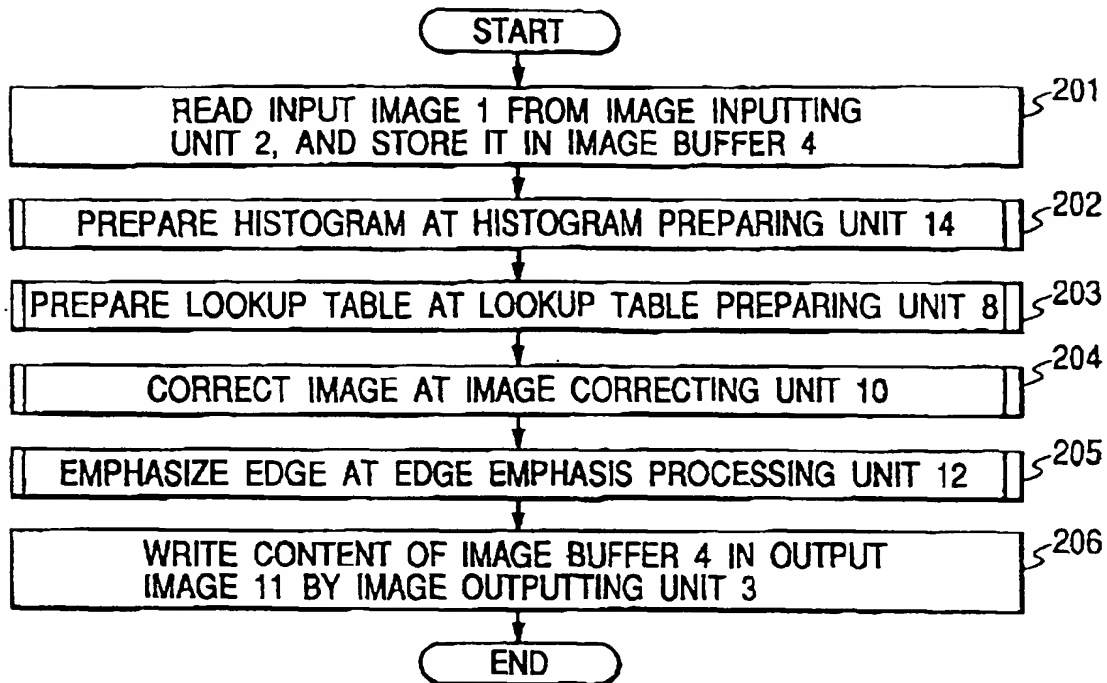 START
READ INPUT IMAGE 1 FROM IMAGE INPUTTING
UNIT 2, AND STORE IT IN IMAGE BUFFER 4
201
PREPARE HISTOGRAM AT HISTOGRAM PREPARING UNIT 14
202
PREPARE LOOKUP TABLE AT LOOKUP TABLE PREPARING UNIT 8
203
CORRECT IMAGE AT IMAGE CORRECTING UNIT 10
204
EMPHASIZE EDGE AT EDGE EMPHASIS PROCESSING UNIT 12
205
WRITE CONTENT OF IMAGE BUFFER 4 IN OUTPUT
IMAGE 11 BY IMAGE OUTPUTTING UNIT 3
206
END